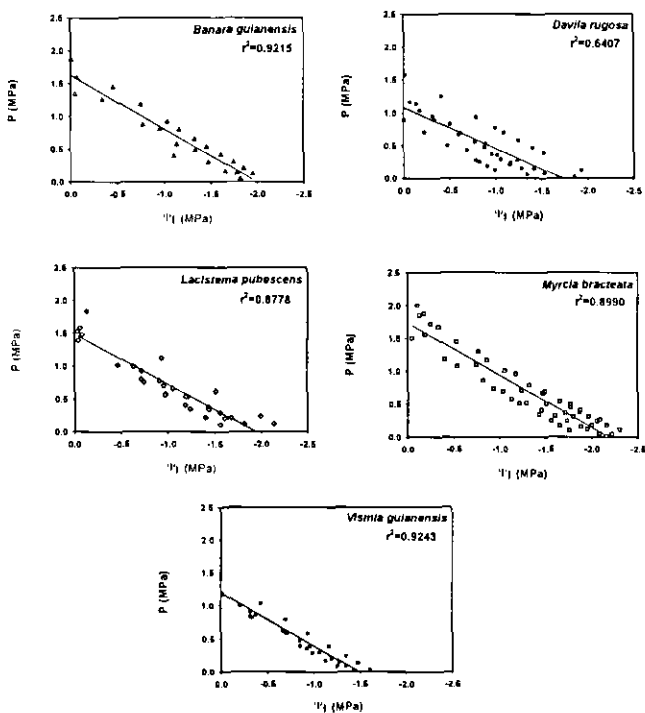 Banara guianensis
r²=0.9215
P (MPa)
2.5
2.0
1.5
1.0
0.5
0.0
0.0 -0.5 -1.0 -1.5 -2.0 -2.5
Ψf (MPa)
Davila rugosa
r²=0.6407
P (MPa)
2.5
2.0
1.5
1.0
0.5
0.0
0.0 -0.5 -1.0 -1.5 -2.0 -2.5
Ψf (MPa)
Lacistema pubescens
r²=0.8778
P (MPa)
2.5
2.0
1.5
1.0
0.5
0.0
0.0 -0.5 -1.0 -1.5 -2.0 -2.5
Ψf (MPa)
Myrcia bracteata
r²=0.8990
P (MPa)
2.5
2.0
1.5
1.0
0.5
0.0
0.0 -0.5 -1.0 -1.5 -2.0 -2.5
Ψf (MPa)
Vismia guianensis
r²=0.9243
P (MPa)
2.5
2.0
1.5
1.0
0.5
0.0
0.0 -0.5 -1.0 -1.5 -2.0 -2.5
Ψf (MPa)